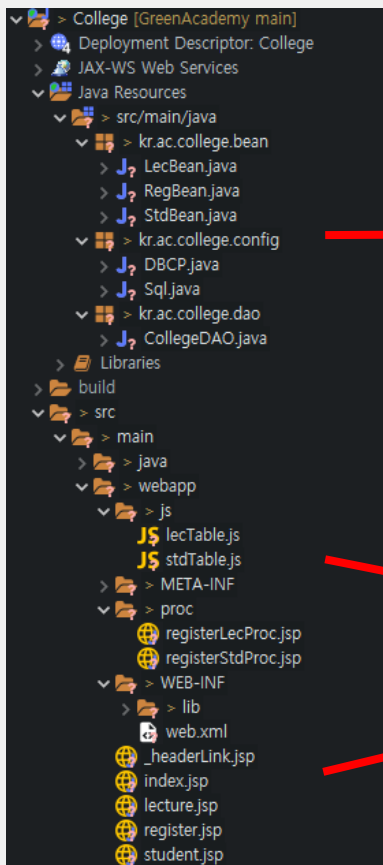 > College [GreenAcademy main]
> Deployment Descriptor: College
> JAX-WS Web Services
Java Resources
> src/main/java
> kr.ac.college.bean
> LecBean.java
> RegBean.java
> StdBean.java
> kr.ac.college.config
> DBCP.java
> Sql.java
> kr.ac.college.dao
> CollegeDAO.java
> Libraries
> build
> src
> main
> > java
> webapp
> js
JS lecTable.js
JS stdTable.js
> > META-INF
> proc
registerLecProc.jsp
registerStdProc.jsp
> WEB-INF
> > lib
web.xml
_headerLink.jsp
index.jsp
lecture.jsp
register.jsp
student.jsp